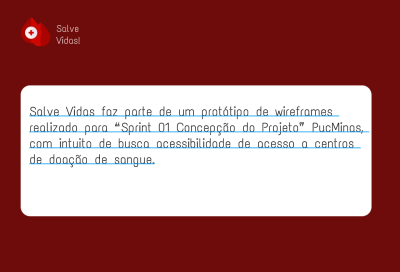 Salve
Vidas!
Salve Vidas faz parte de um protótipo de wireframes
realizado para “Sprint 01 Concepção do Projeto” PucMinas,
com intuito de busca acessibilidade de acesso a centros
de doação de sangue.